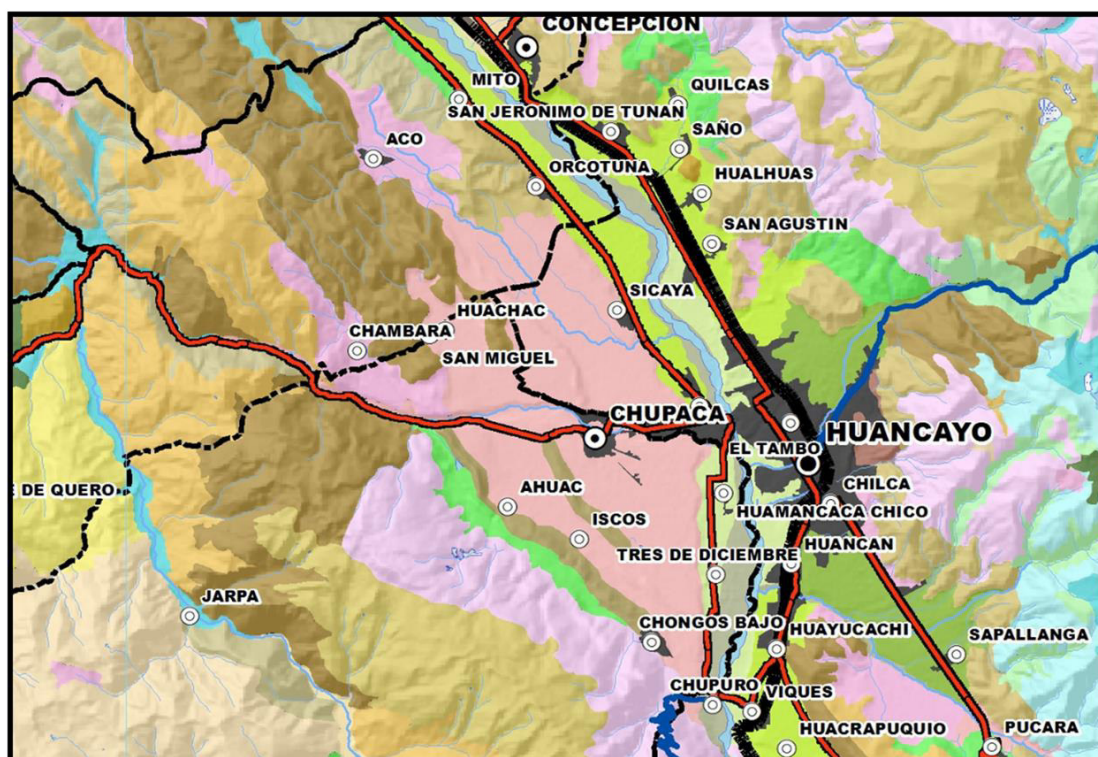 CONCEPCION
MITO
QUILCAS
SAN JERONIMO DE TUNAN
SAÑO
ACO
ORCOTUNA
HUALHUAS
SAN AGUSTIN
SICAYA
HUACHAC
CHAMBARA
SAN MIGUEL
CHUPACA
HUANCAYO
EL TAMBO
E DE QUERO
CHILCA
AHUAC
HUAMANCACA CHICO
ISCOS
HUANCAN
TRES DE DICIEMBRE
JARPA
CHONGOS BAJO
HUAYUCACHI
SAPALLANGA
CHUPURO
VIQUES
HUACRAPUQUIO
PUCARA